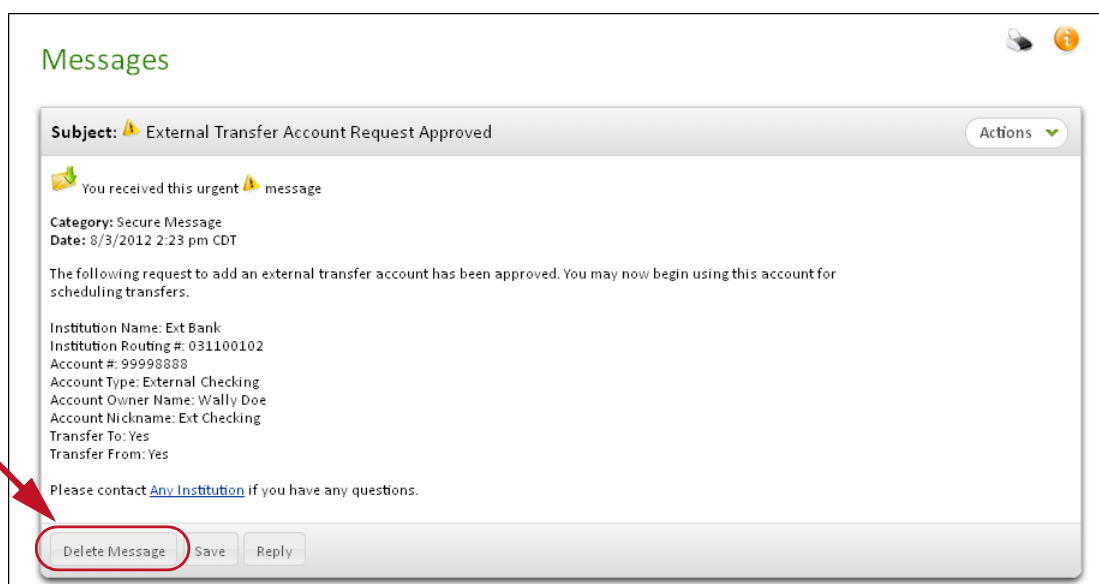 Messages
Subject: External Transfer Account Request Approved
Actions
You received this urgent message
Category: Secure Message
Date: 8/3/2012 2:23 pm CDT
The following request to add an external transfer account has been approved. You may now begin using this account for
scheduling transfers.
Institution Name: Ext Bank
Institution Routing #: 031100102
Account #: 99998888
Account Type: External Checking
Account Owner Name: Wally Doe
Account Nickname: Ext Checking
Transfer To: Yes
Transfer From: Yes
Please contact Any Institution if you have any questions.
Delete Message Save Reply